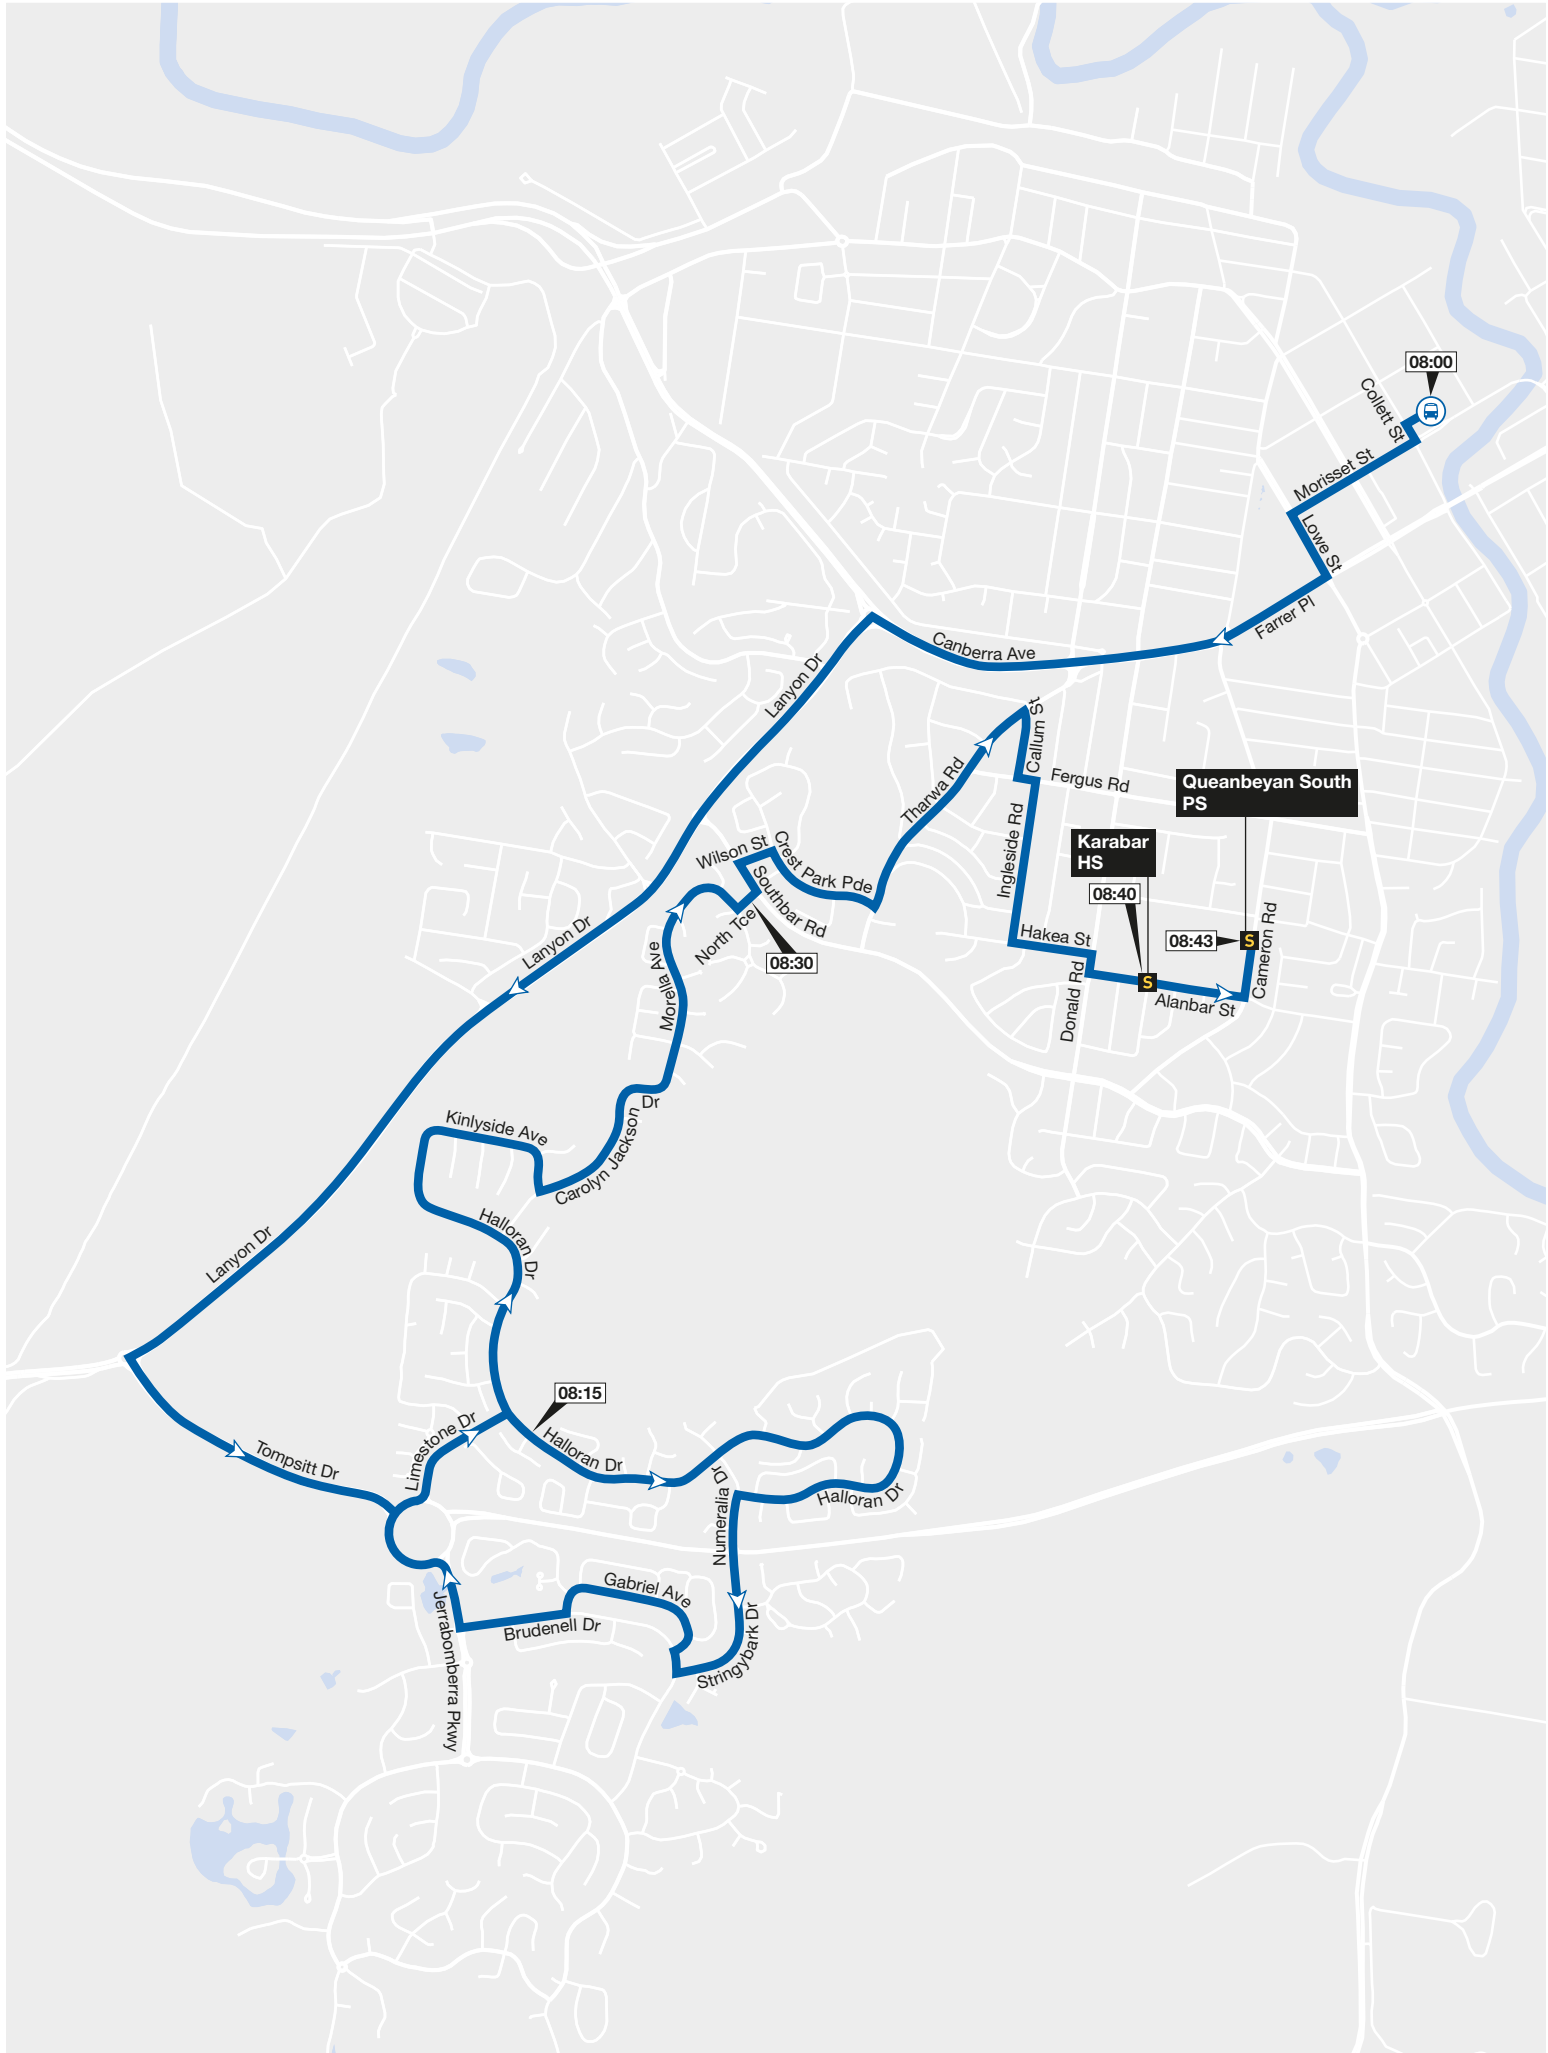 08:00
Collett St
Morisset St
Lowe St
Farrer Pl
Canberra Ave
Lanyon Dr
Callum St
Tharwa Rd
Fergus Rd
Queanbeyan South
PS
Ingleside Rd
Karabar
HS
Wilson St
Crest Park Pde
Southbar Rd
08:40
North Tce
08:30
Hakea St
08:43
S
Cameron Rd
Donald Rd
S
Alanbar St
Lanyon Dr
Morella Ave
Kinlyside Ave
Carolyn Jackson Dr
Halloran Dr
Lanyon Dr
08:15
Limestone Dr
Halloran Dr
Tompsitt Dr
Numeralia Dr
Halloran Dr
Gabriel Ave
Brudenell Dr
Stringybark Dr
Jerrabomberra Pkwy